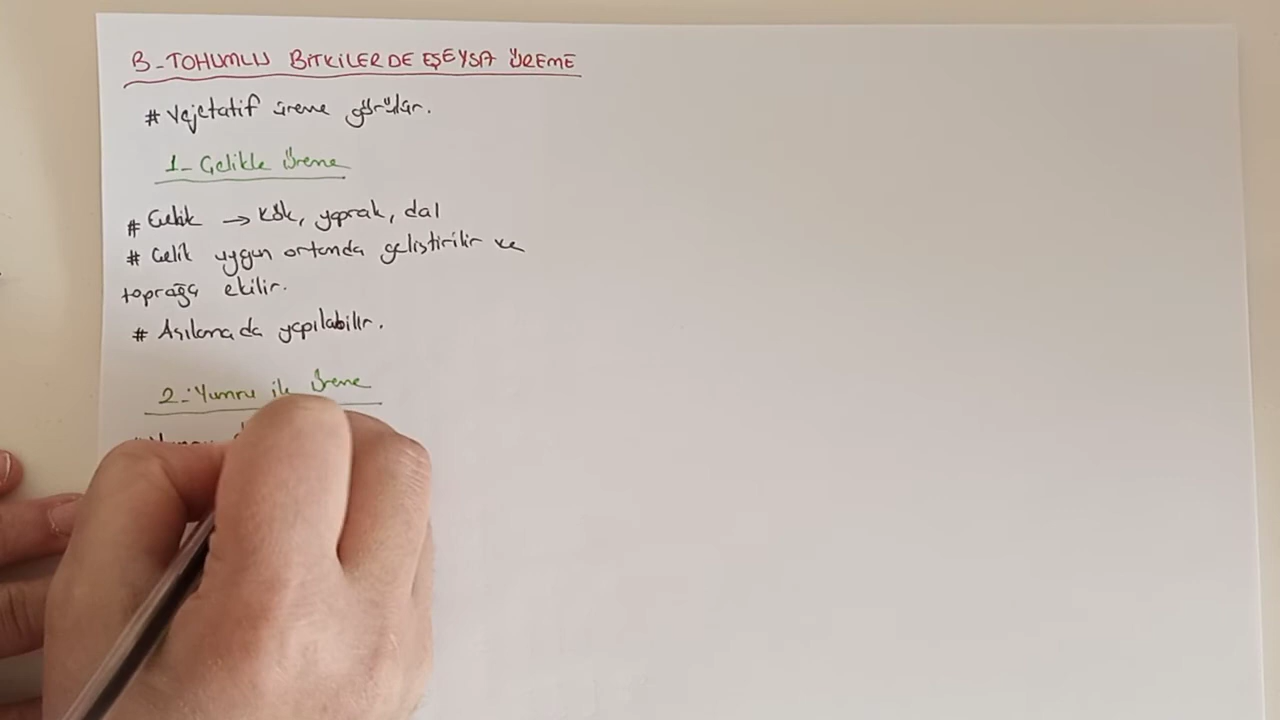 B-TOHUMLU BİTKİLERDE EŞEYSA ÜREME
# Vejetatif üreme görülür.
1- Çelikle Üreme
# Çelik → kök, yaprak, dal
# Çelik uygun ortamda geliştirilir ve
toprağa ekilir.
# Aşılama da yapılabilir.
2- Yumru ile Üreme